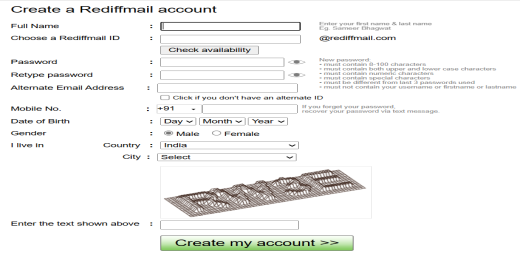 Create a Rediffmail account
Full Name : Enter your first name & last name
Eg. Sameer Bhagwat
Choose a Rediffmail ID : @rediffmail.com
Check availability
Password : New password:
• must contain 8-100 characters
• must contain both upper and lower case characters
• must contain numeric characters
• must contain special characters
• must be different from last 3 passwords used
• must not contain your username or firstname or lastname
Retype password :
Alternate Email Address :
Click if you don't have an alternate ID
Mobile No. : +91 If you forget your password,
recover your password via text message.
Date of Birth : Day Month Year
Gender : Male Female
I live in Country : India
City : Select
Enter the text shown above :
Create my account >>